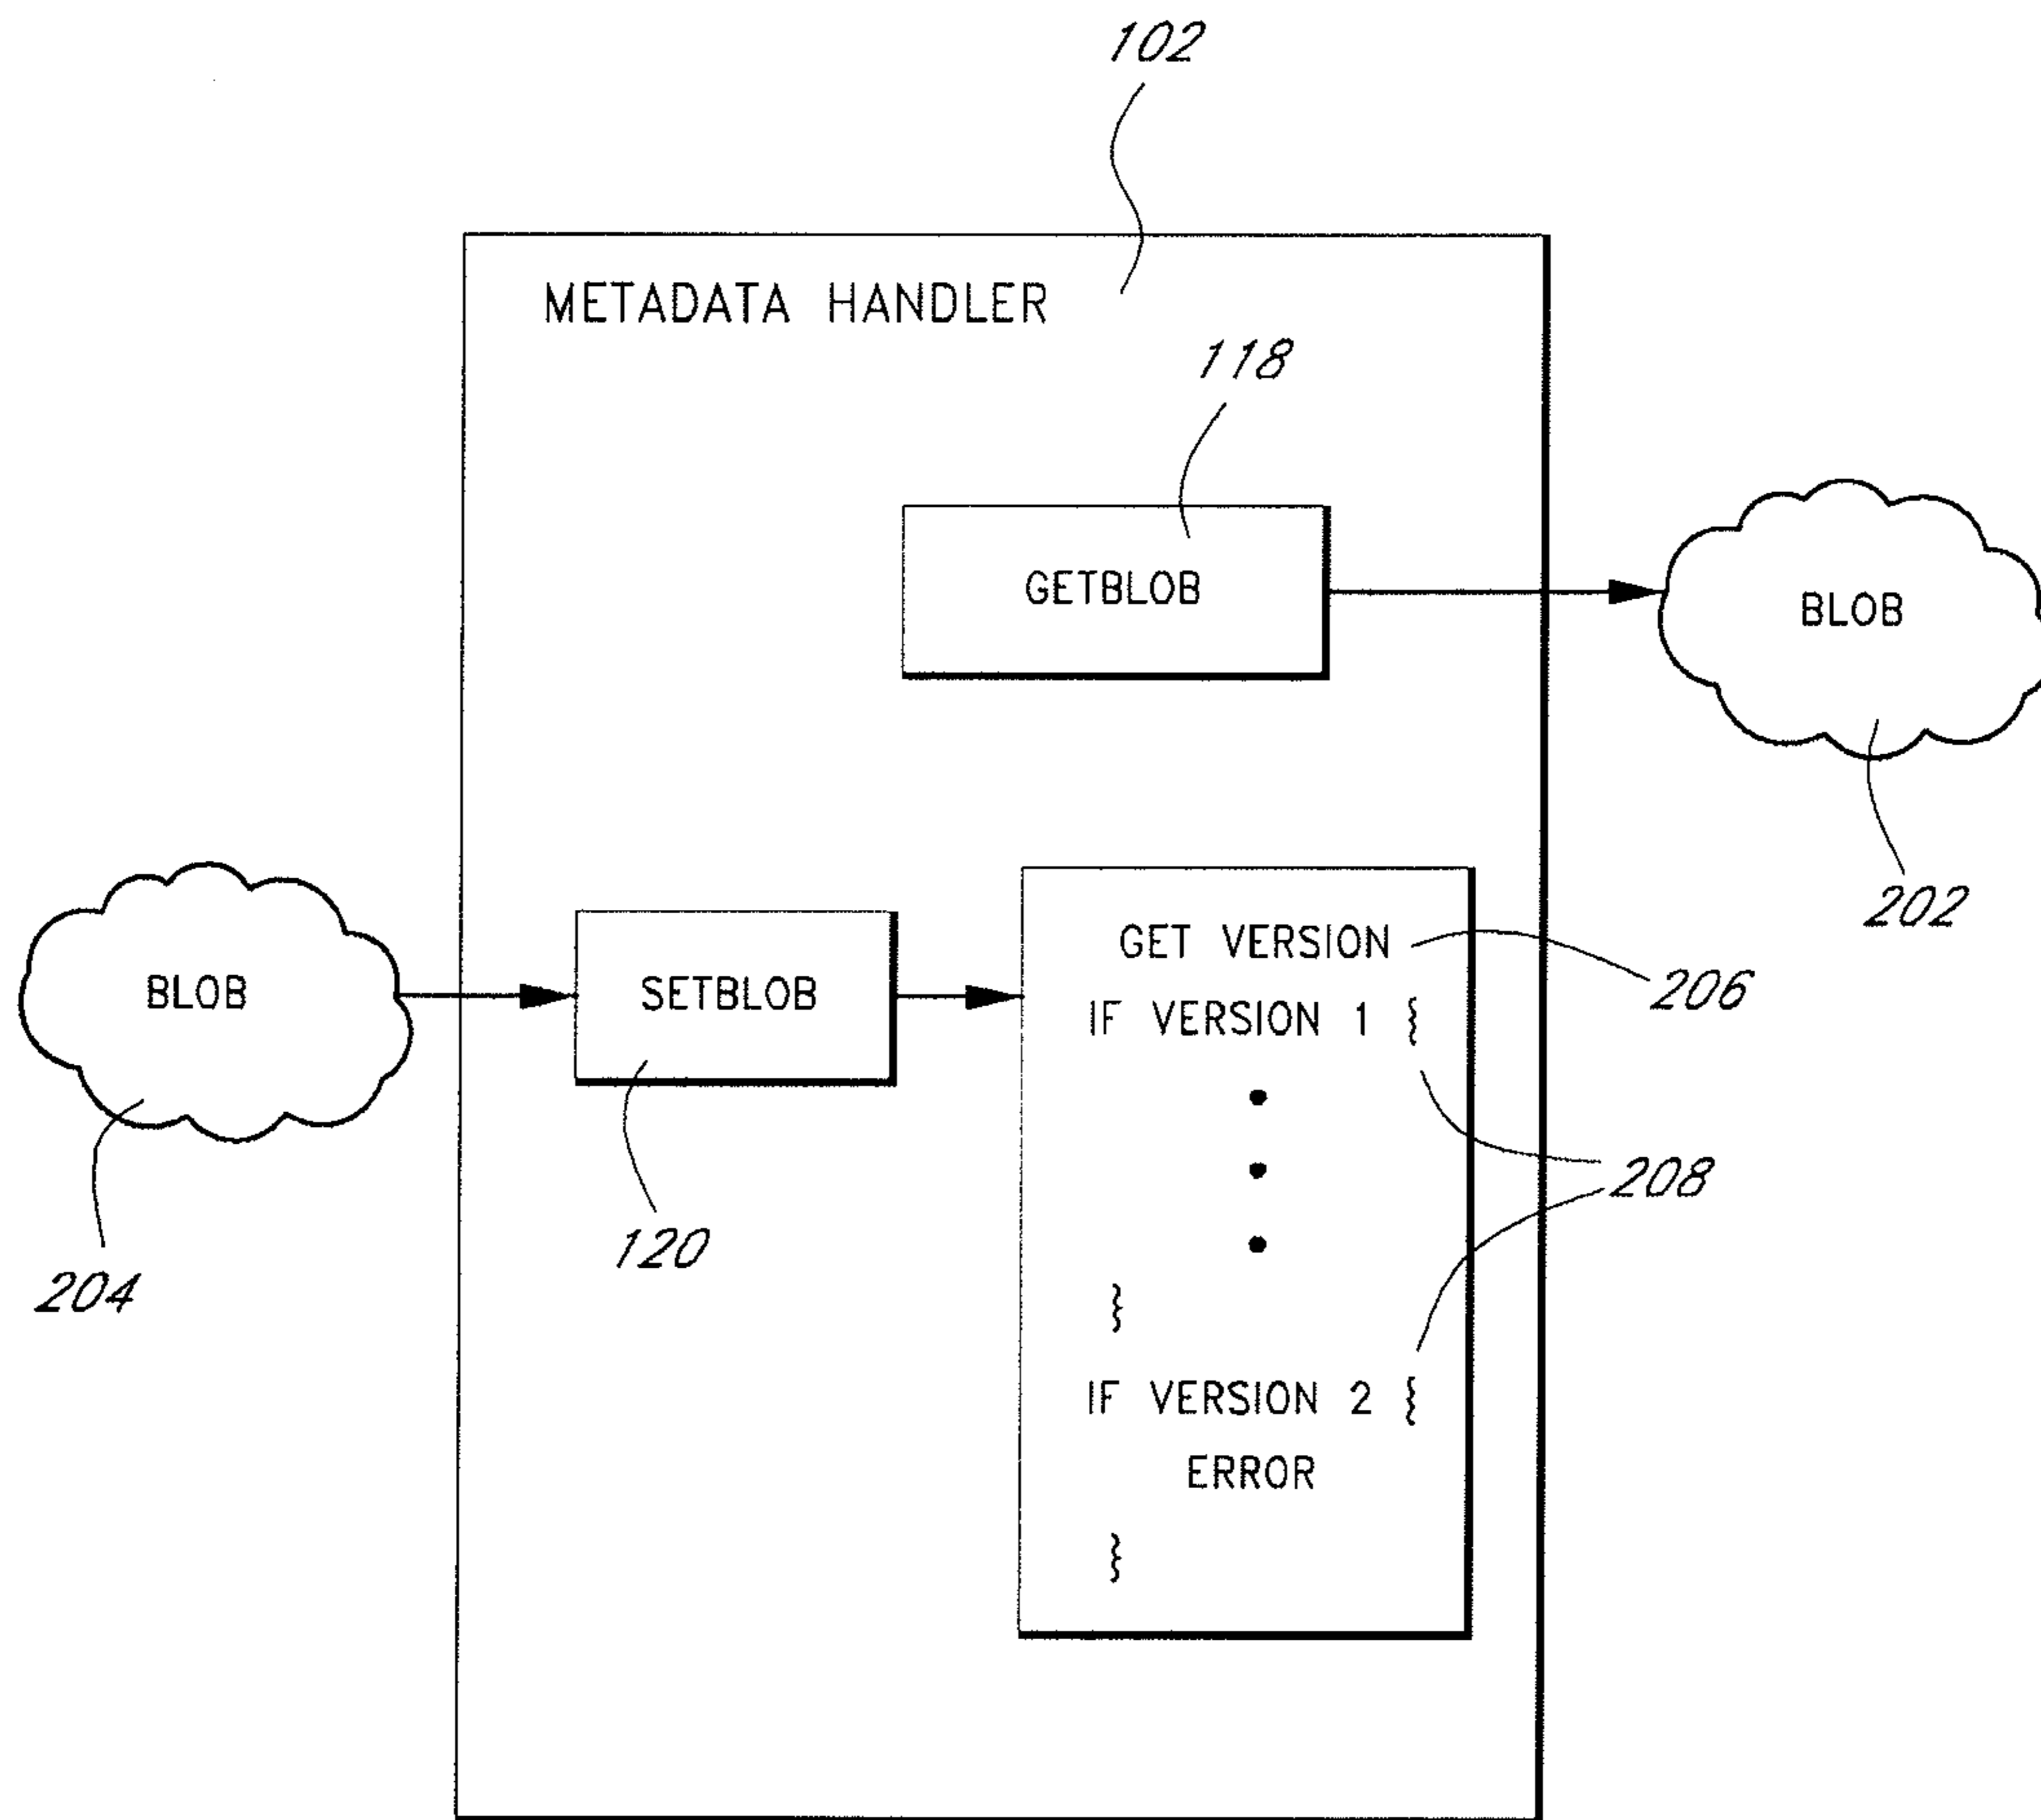 102
METADATA HANDLER
118
GETBLOB
BLOB
202
BLOB
SETBLOB
GET VERSION
206
IF VERSION 1 {
208
120
204
}
IF VERSION 2 {
ERROR
}